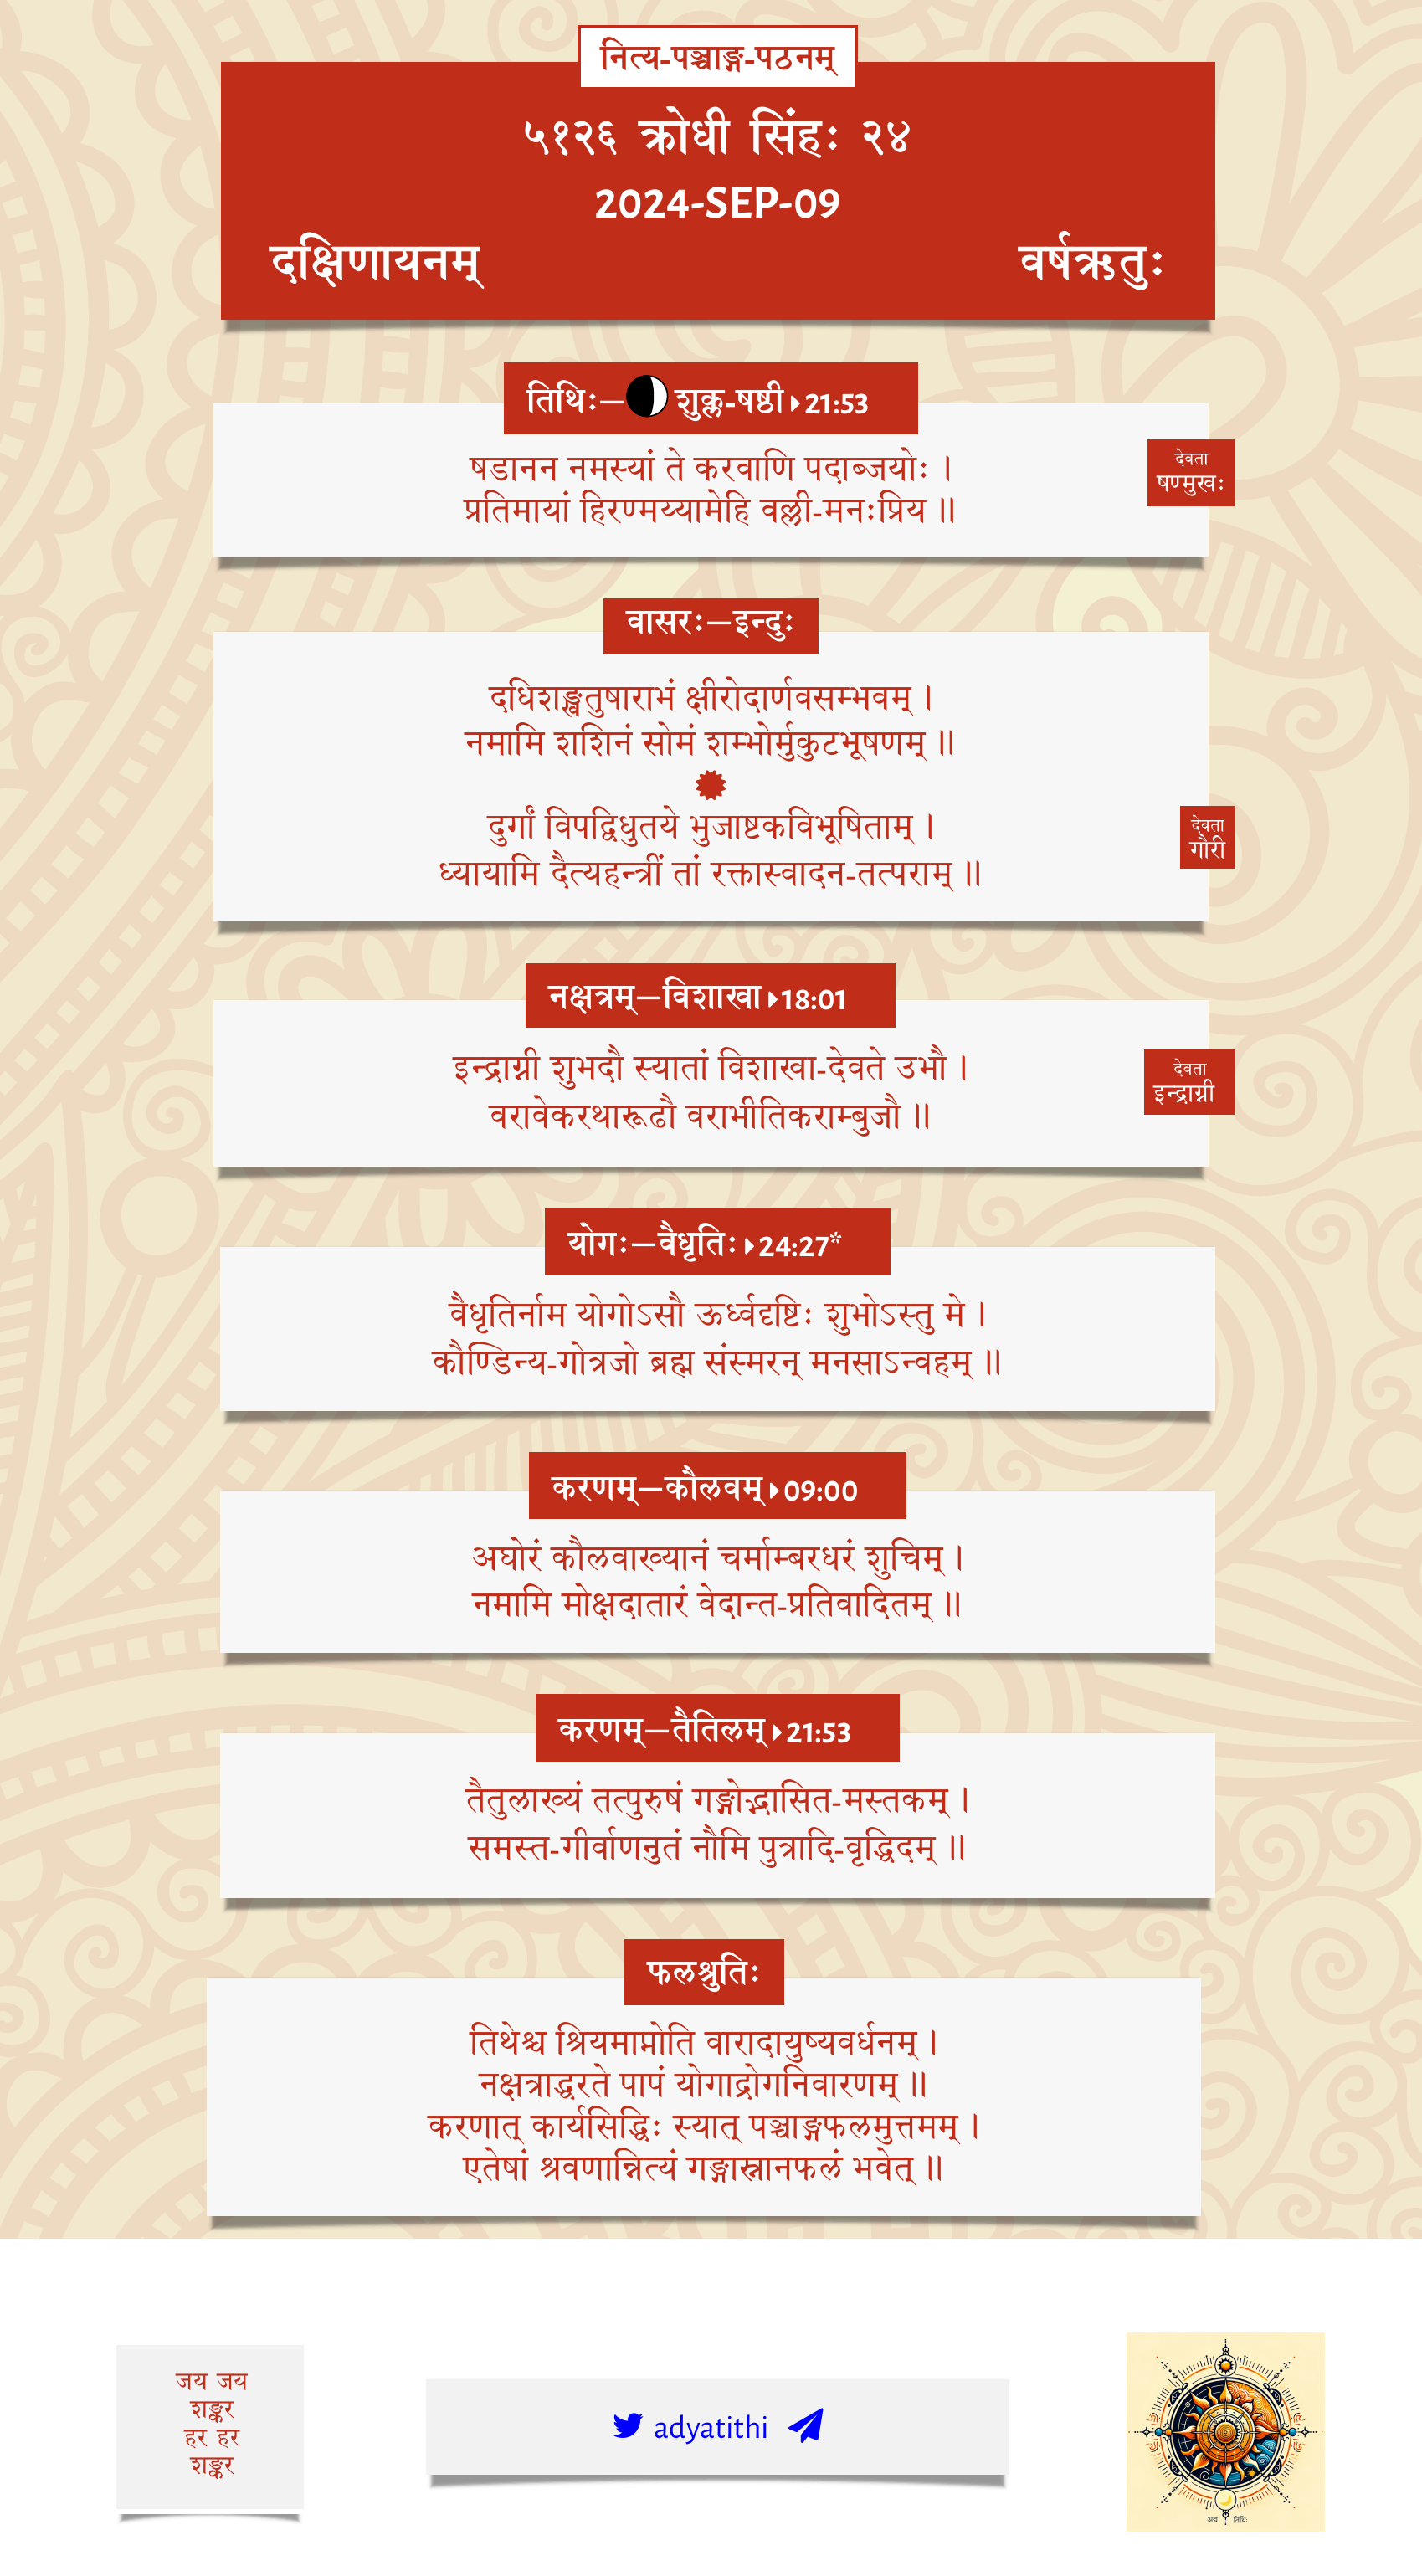 नित्य-पञ्चाङ्ग-पठनम्
५१२६ क्रोधी सिंहः २४
2024-SEP-09
दक्षिणायनम् वर्षऋतुः
तिथिः— शुक्ल-षष्ठी 21:53
षडानन नमस्यां ते करवाणि पदाब्जयोः ।
प्रतिमायां हिरण्मय्यामेहि वल्ली-मनःप्रिय ॥
देवता
षण्मुखः
वासरः—इन्दुः
दधिशङ्खतुषाराभं क्षीरोदार्णवसम्भवम् ।
नमामि शशिनं सोमं शम्भोर्मुकुटभूषणम् ॥
दुर्गां विपद्विधुतये भुजाष्टकविभूषिताम् ।
ध्यायामि दैत्यहन्त्रीं तां रक्तास्वादन-तत्पराम् ॥
देवता
गौरी
नक्षत्रम्—विशाखा 18:01
इन्द्राग्नी शुभदौ स्यातां विशाखा-देवते उभौ ।
वरावेकरथारूढौ वराभीतिकराम्बुजौ ॥
देवता
इन्द्राग्नी
योगः—वैधृतिः 24:27*
वैधृतिर्नाम योगोऽसौ ऊर्ध्वदृष्टिः शुभोऽस्तु मे ।
कौण्डिन्य-गोत्रजो ब्रह्म संस्मरन् मनसाऽन्वहम् ॥
करणम्—कौलवम् 09:00
अघोरं कौलवाख्यानं चर्माम्बरधरं शुचिम् ।
नमामि मोक्षदातारं वेदान्त-प्रतिवादितम् ॥
करणम्—तैतिलम् 21:53
तैतुलाख्यं तत्पुरुषं गङ्गोद्भासित-मस्तकम् ।
समस्त-गीर्वाणनुतं नौमि पुत्रादि-वृद्धिदम् ॥
फलश्रुतिः
तिथेश्च श्रियमाप्नोति वारादायुष्यवर्धनम् ।
नक्षत्राद्धरते पापं योगाद्रोगनिवारणम् ॥
करणात् कार्यसिद्धिः स्यात् पञ्चाङ्गफलमुत्तमम् ।
एतेषां श्रवणान्नित्यं गङ्गास्नानफलं भवेत् ॥
जय जय
शङ्कर
हर हर
शङ्कर
adyatithi
अद्य तिथिः